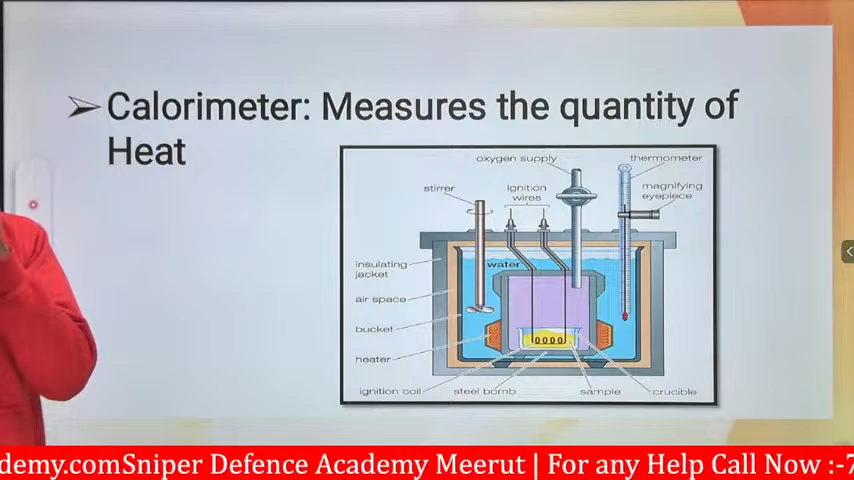 Calorimeter: Measures the quantity of
Heat
oxygen supply
thermometer
stirrer
ignition
wires
magnifying
eyepiece
water
insulating
jacket
air space
bucket
heater
ignition coil
steel bomb
sample
crucible
demy.comSniper Defence Academy Meerut | For any Help Call Now :-7